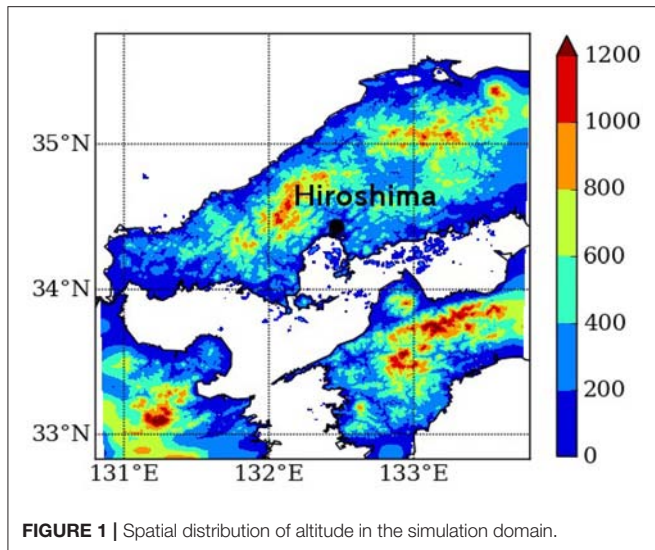 35°N
34°N
33°N
131°E 132°E 133°E
Hiroshima
1200
1000
800
600
400
200
0
FIGURE 1 | Spatial distribution of altitude in the simulation domain.